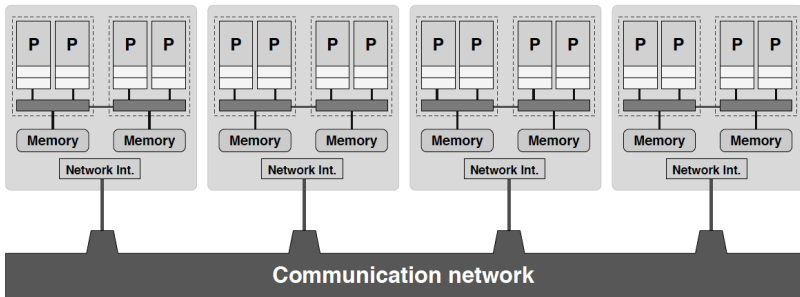 P P P P P P P P P P P P P P P P
Memory Memory Memory Memory Memory Memory Memory Memory
Network Int. Network Int. Network Int. Network Int.
Communication network